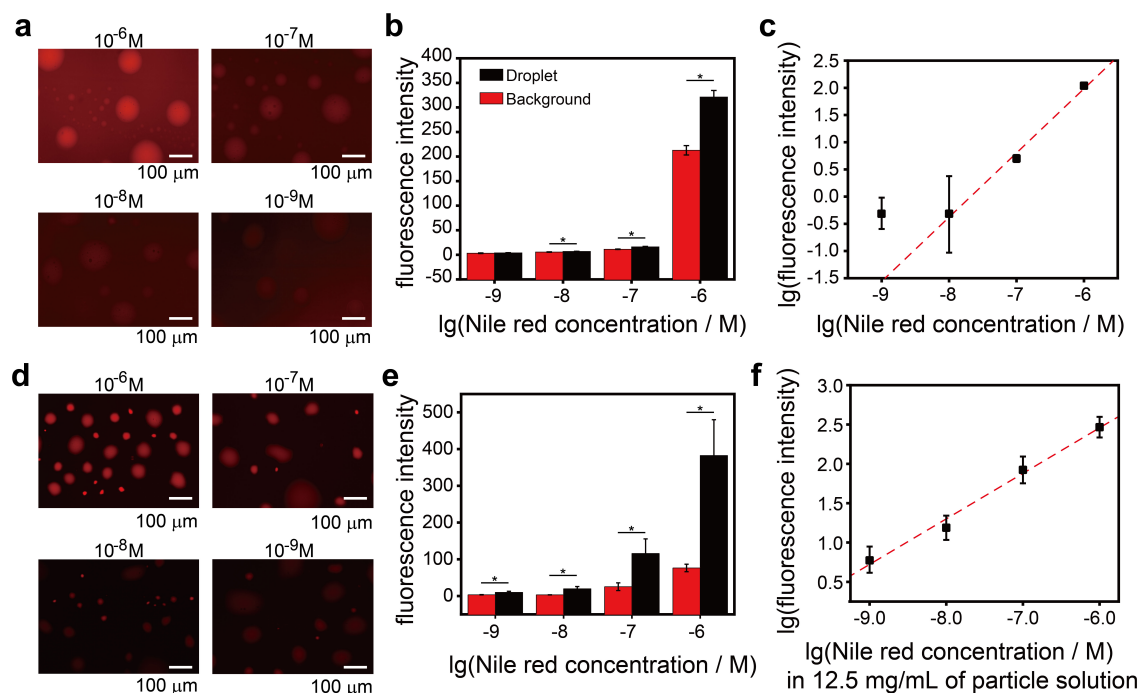 a
10-6M
10-7M
100 μm
100 μm
10-8M
10-9M
100 μm
100 μm
b
fluorescence intensity
400
350
300
250
200
150
100
50
0
-50
Droplet
Background
*
*
*
-9
-8
-7
-6
lg(Nile red concentration / M)
c
lg(fluorescence intensity)
2.5
2.0
1.5
1.0
0.5
0.0
-0.5
-1.0
-1.5
-9
-8
-7
-6
lg(Nile red concentration / M)
d
10-6M
10-7M
100 μm
100 μm
10-8M
10-9M
100 μm
100 μm
e
fluorescence intensity
500
400
300
200
100
0
*
*
*
*
-9
-8
-7
-6
lg(Nile red concentration / M)
f
lg(fluorescence intensity)
3.0
2.5
2.0
1.5
1.0
0.5
-9.0
-8.0
-7.0
-6.0
lg(Nile red concentration / M)
in 12.5 mg/mL of particle solution